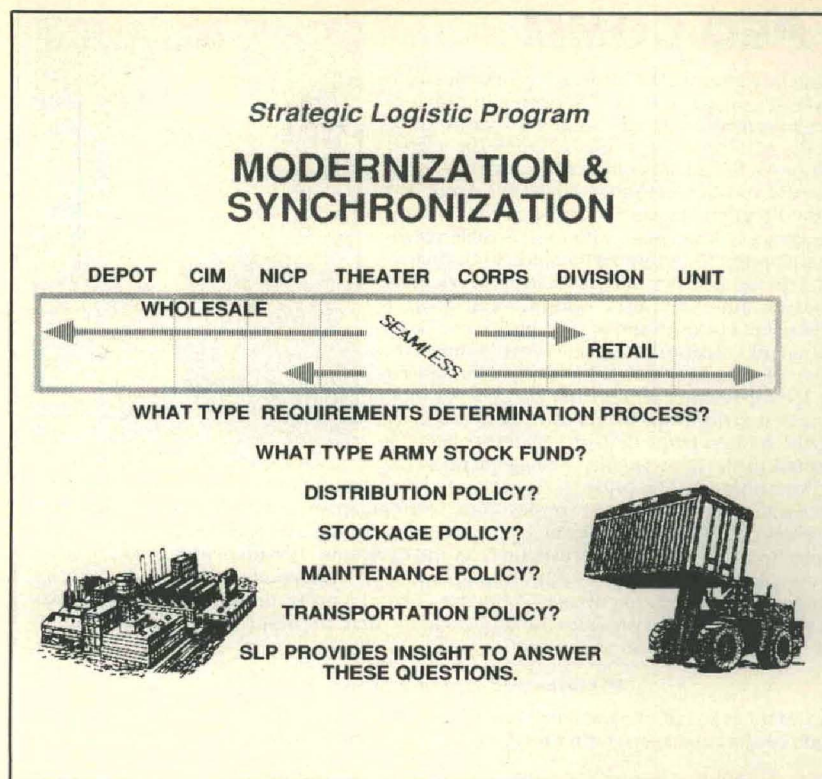 Strategic Logistic Program
MODERNIZATION &
SYNCHRONIZATION
DEPOT CIM NICP THEATER CORPS DIVISION UNIT
WHOLESALE
SEAMLESS
RETAIL
WHAT TYPE REQUIREMENTS DETERMINATION PROCESS?
WHAT TYPE ARMY STOCK FUND?
DISTRIBUTION POLICY?
STOCKAGE POLICY?
MAINTENANCE POLICY?
TRANSPORTATION POLICY?
SLP PROVIDES INSIGHT TO ANSWER
THESE QUESTIONS.